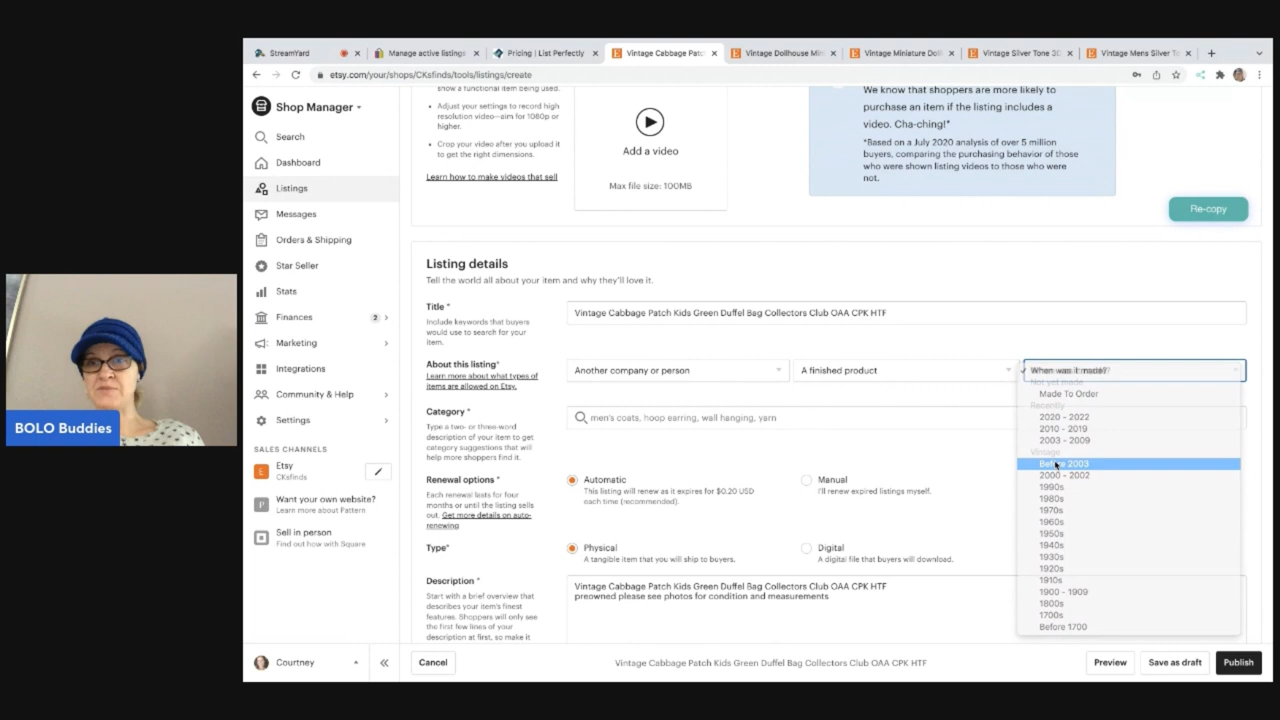 StreamYard
Manage active listings
Pricing | List Perfectly
Vintage Cabbage Patc
Vintage Dollhouse Min
Vintage Miniature Doll
Vintage Silver Tone 3D
Vintage Mens Silver To
etsy.com/your/shops/CKsfinds/tools/listings/create
Shop Manager
Search
Dashboard
Listings
Messages
Orders & Shipping
Star Seller
Stats
Finances
2
Marketing
Integrations
Community & Help
Settings
SALES CHANNELS
E
Etsy
CKsfinds
P
Want your own website?
Learn more about Pattern
Sell in person
Find out how with Square
Courtney
show a functional item being used.
Adjust your settings to record high
resolution video—aim for 1080p or
higher.
Crop your video after you upload it
to get the right dimensions.
Learn how to make videos that sell
Add a video
Max file size: 100MB
We know that shoppers are more likely to
purchase an item if the listing includes a
video. Cha-ching!*
*Based on a July 2020 analysis of over 5 million
buyers, comparing the purchasing behavior of those
who were shown listing videos to those who were
not.
Re-copy
Listing details
Tell the world all about your item and why they'll love it.
Title *
Include keywords that buyers
would use to search for your
item.
Vintage Cabbage Patch Kids Green Duffel Bag Collectors Club OAA CPK HTF
About this listing*
Learn more about what types of
items are allowed on Etsy.
Another company or person
A finished product
When was it made?
Not yet made
Made To Order
Recently
2020 - 2022
2010 - 2019
2003 - 2009
Vintage
Before 2003
2000 - 2002
1990s
1980s
1970s
1960s
1950s
1940s
1930s
1920s
1910s
1900 - 1909
1800s
1700s
Before 1700
Category *
Type a two- or three-word
description of your item to get
category suggestions that will
help more shoppers find it.
men's coats, hoop earring, wall hanging, yarn
Renewal options *
Each renewal lasts for four
months or until the listing sells
out. Get more details on auto-
renewing
Automatic
This listing will renew as it expires for $0.20 USD
each time (recommended).
Manual
I'll renew expired listings myself.
Type*
Physical
A tangible item that you will ship to buyers.
Digital
A digital file that buyers will download.
Description *
Start with a brief overview that
describes your item's finest
features. Shoppers will only see
the first few lines of your
description at first, so make it
Vintage Cabbage Patch Kids Green Duffel Bag Collectors Club OAA CPK HTF
preowned please see photos for condition and measurements
Cancel
Vintage Cabbage Patch Kids Green Duffel Bag Collectors Club OAA CPK HTF
Preview
Save as draft
Publish
BOLO Buddies